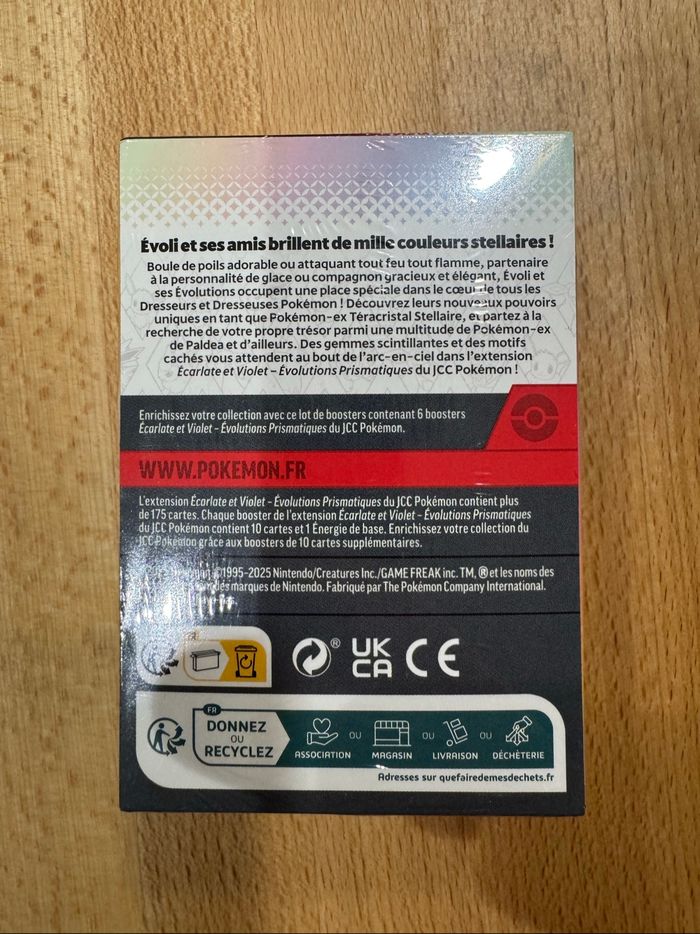 Évoli et ses amis brillent de mille couleurs stellaires !
Boule de poils adorable ou attaquant tout feu tout flamme, partenaire
à la personnalité de glace ou compagnon gracieux et élégant, Évoli et
ses Évolutions occupent une place spéciale dans le cœur de tous les
Dresseurs et Dresseuses Pokémon ! Découvrez leurs nouveaux pouvoirs
uniques en tant que Pokémon-ex Téracristal Stellaire, et partez à la
recherche de votre propre trésor parmi une multitude de Pokémon-ex
de Paldea et d'ailleurs. Des gemmes scintillantes et des motifs
cachés vous attendent au bout de l'arc-en-ciel dans l'extension
Écarlate et Violet – Évolutions Prismatiques du JCC Pokémon !
Enrichissez votre collection avec ce lot de boosters contenant 6 boosters
Écarlate et Violet – Évolutions Prismatiques du JCC Pokémon.
WWW.POKEMON.FR
L'extension Écarlate et Violet – Évolutions Prismatiques du JCC Pokémon contient plus
de 175 cartes. Chaque booster de l'extension Écarlate et Violet – Évolutions Prismatiques
du JCC Pokémon contient 10 cartes et 1 Énergie de base. Enrichissez votre collection du
JCC Pokémon grâce aux boosters de 10 cartes supplémentaires.
©1995-2025 Nintendo/Creatures Inc./GAME FREAK inc. TM, ® et les noms des
des marques de Nintendo. Fabriqué par The Pokémon Company International.
FR
®
UK
CA
CE
FR
DONNEZ
OU
RECYCLEZ
ASSOCIATION OU MAGASIN OU LIVRAISON OU DÉCHÈTERIE
Adresses sur quefairedemesdechets.fr